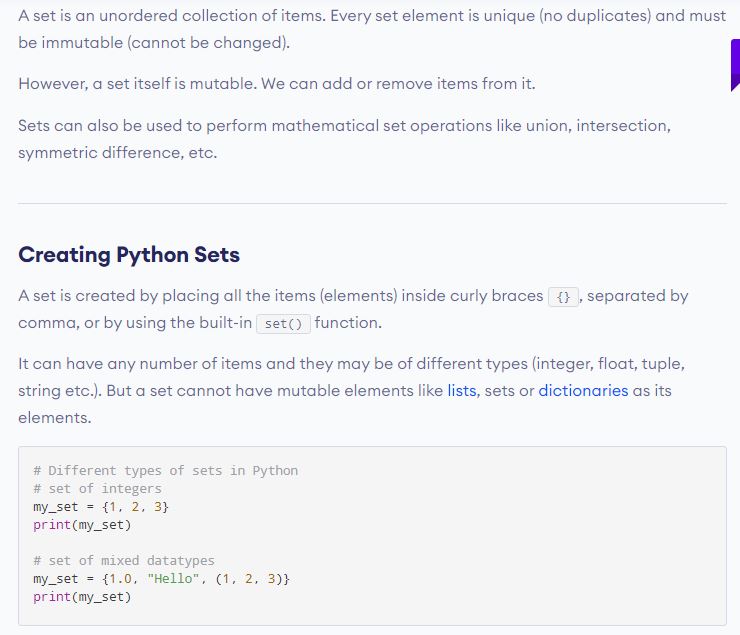 A set is an unordered collection of items. Every set element is unique (no duplicates) and must
be immutable (cannot be changed).
However, a set itself is mutable. We can add or remove items from it.
Sets can also be used to perform mathematical set operations like union, intersection,
symmetric difference, etc.
Creating Python Sets
A set is created by placing all the items (elements) inside curly braces {}, separated by
comma, or by using the built-in set() function.
It can have any number of items and they may be of different types (integer, float, tuple,
string etc.). But a set cannot have mutable elements like lists, sets or dictionaries as its
elements.
# Different types of sets in Python
# set of integers
my_set = {1, 2, 3}
print(my_set)
# set of mixed datatypes
my_set = {1.0, "Hello", (1, 2, 3)}
print(my_set)